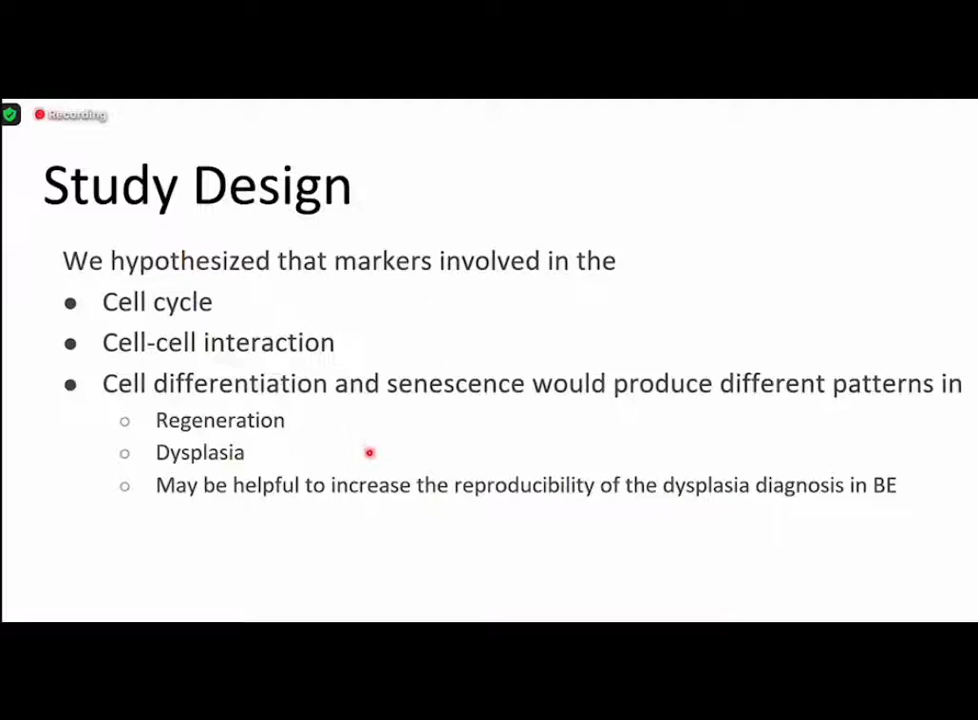 Recording
Study Design
We hypothesized that markers involved in the
● Cell cycle
● Cell-cell interaction
● Cell differentiation and senescence would produce different patterns in
○ Regeneration
○ Dysplasia
○ May be helpful to increase the reproducibility of the dysplasia diagnosis in BE